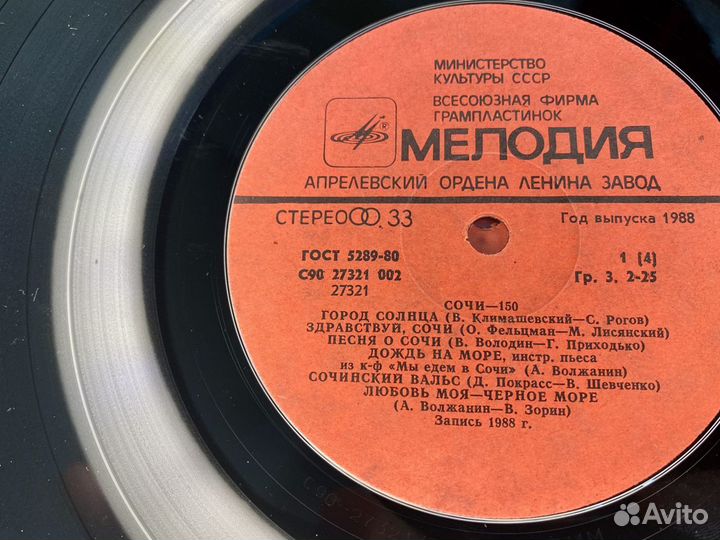 МИНИСТЕРСТВО
КУЛЬТУРЫ СССР
ВСЕСОЮЗНАЯ ФИРМА
ГРАМПЛАСТИНОК
®
МЕЛОДИЯ
АПРЕЛЕВСКИЙ ОРДЕНА ЛЕНИНА ЗАВОД
СТЕРЕО 33
Год выпуска 1988
ГОСТ 5289-80
1 (4)
С90 27321 002
Гр. 3. 2-25
27321
СОЧИ—150
ГОРОД СОЛНЦА (В. Климашевский—С. Рогов)
ЗДРАВСТВУЙ, СОЧИ (О. Фельцман—М. Лисянский)
ПЕСНЯ О СОЧИ (В. Володин—Г. Приходько)
ДОЖДЬ НА МОРЕ, инстр. пьеса
из к-ф «Мы едем в Сочи» (А. Волжанин)
СОЧИНСКИЙ ВАЛЬС (Д. Покрасс—В. Шевченко)
ЛЮБОВЬ МОЯ—ЧЕРНОЕ МОРЕ
(А. Волжанин—В. Зорин)
Запись 1988 г.
Avito